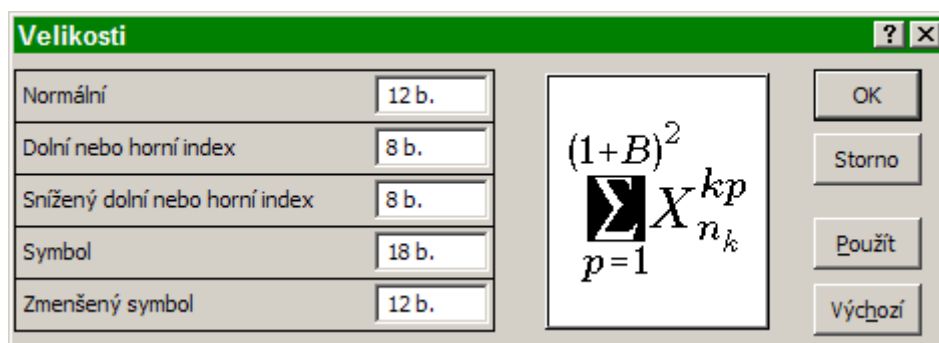 Velikosti
Normální 12 b.
Dolní nebo horní index 8 b.
Snížený dolní nebo horní index 8 b.
Symbol 18 b.
Zmenšený symbol 12 b.
(1+B)²
∑ X kp n k
p=1
OK
Storno
Použít
Výchozí